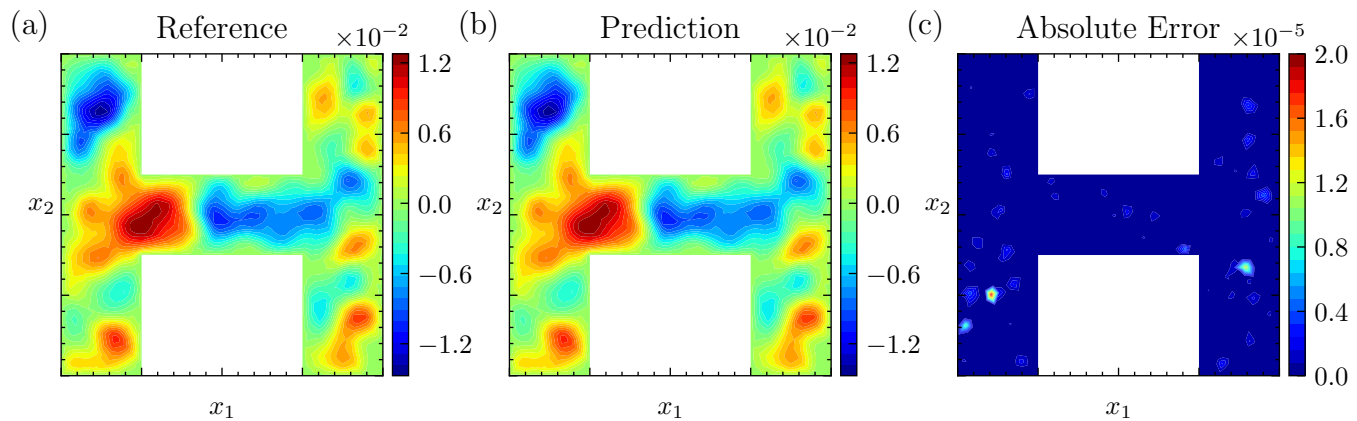 (a) Reference ×10⁻²
1.2
0.6
0.0
−0.6
−1.2
x₂
x₁
(b) Prediction ×10⁻²
1.2
0.6
0.0
−0.6
−1.2
x₂
x₁
(c) Absolute Error ×10⁻⁵
2.0
1.6
1.2
0.8
0.4
0.0
x₂
x₁